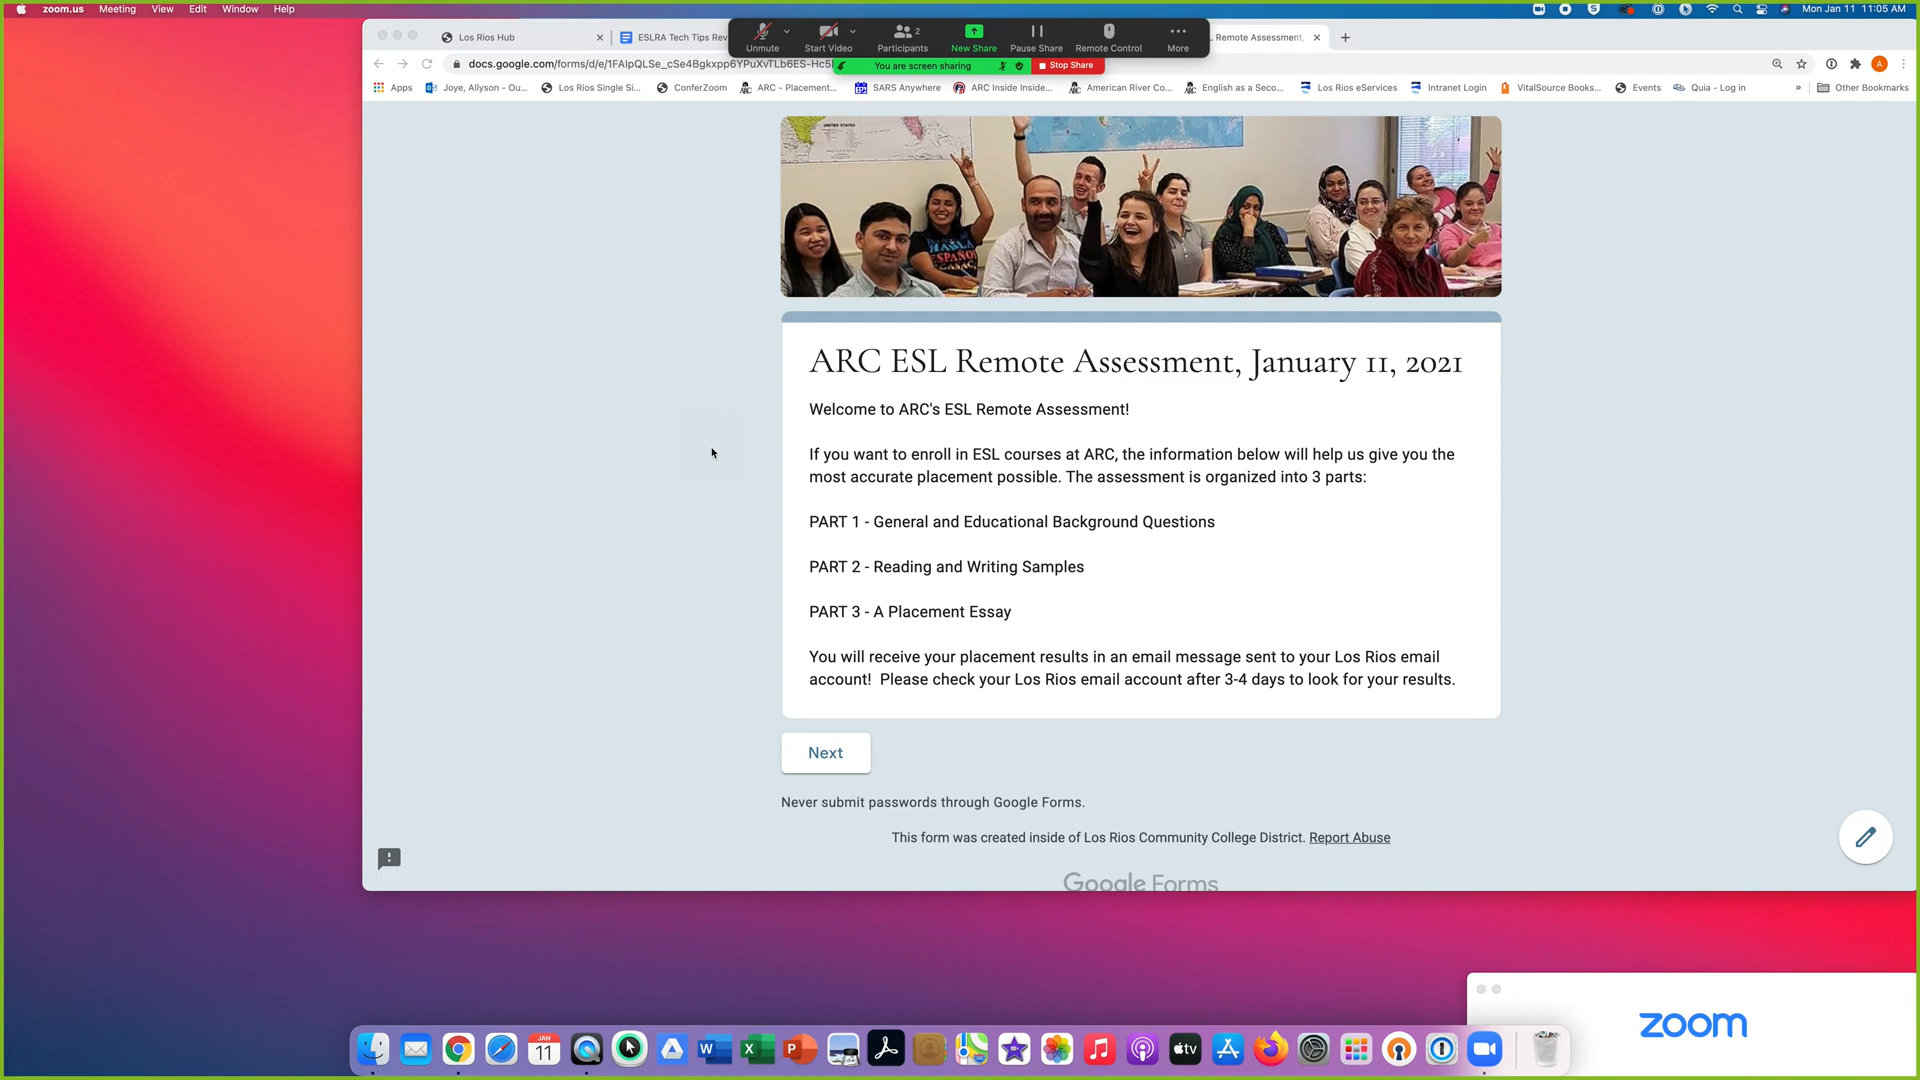 zoom.us Meeting View Edit Window Help Mon Jan 11 11:05 AM
Los Rios Hub
ESLRA Tech Tips Rev
Remote Assessment,
Unmute Start Video Participants 2 New Share Pause Share Remote Control More
You are screen sharing Stop Share
docs.google.com/forms/d/e/1FAIpQLSe_cSe4Bgkxpp6YPuXvTLb6ES-Hc5
Apps Joye, Allyson - Ou... Los Rios Single Si... ConferZoom ARC - Placement... SARS Anywhere ARC Inside Inside... American River Co... English as a Seco... Los Rios eServices Intranet Login VitalSource Books... Events Quia - Log in » Other Bookmarks
ARC ESL Remote Assessment, January 11, 2021
Welcome to ARC's ESL Remote Assessment!
If you want to enroll in ESL courses at ARC, the information below will help us give you the
most accurate placement possible. The assessment is organized into 3 parts:
PART 1 - General and Educational Background Questions
PART 2 - Reading and Writing Samples
PART 3 - A Placement Essay
You will receive your placement results in an email message sent to your Los Rios email
account! Please check your Los Rios email account after 3-4 days to look for your results.
Next
Never submit passwords through Google Forms.
This form was created inside of Los Rios Community College District. Report Abuse
Google Forms
zoom
JAN
11
tv